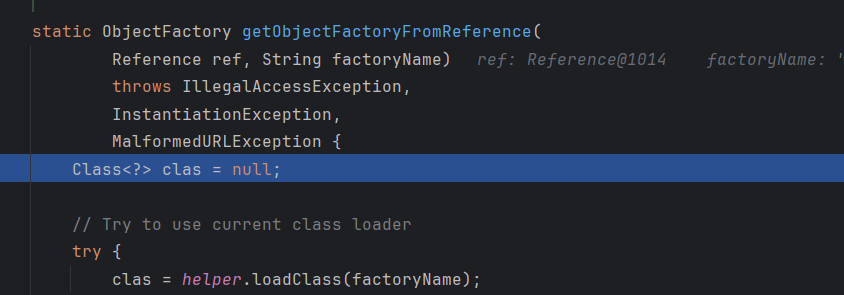 static ObjectFactory getObjectFactoryFromReference(
Reference ref, String factoryName) ref: Reference@1014 factoryName: "
throws IllegalAccessException,
InstantiationException,
MalformedURLException {
Class<?> clas = null;
// Try to use current class loader
try {
clas = helper.loadClass(factoryName);